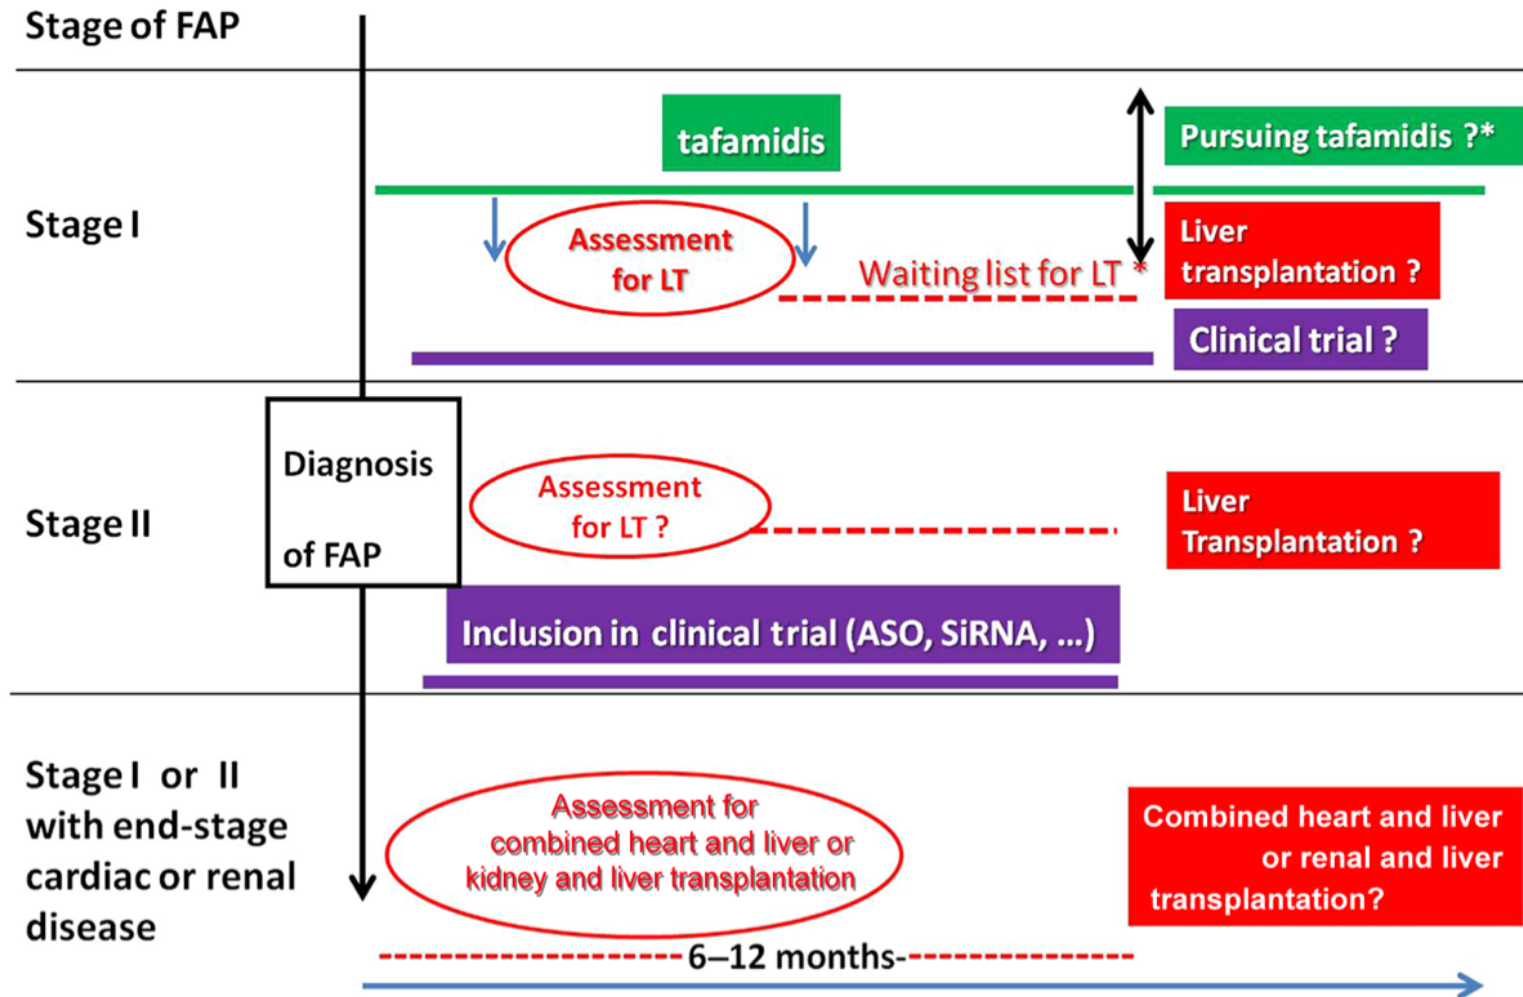 Stage of FAP
tafamidis
Pursuing tafamidis ?*
Stage I
Assessment
for LT
Waiting list for LT *
Liver
transplantation ?
Clinical trial ?
Diagnosis
of FAP
Stage II
Assessment
for LT ?
Liver
Transplantation ?
Inclusion in clinical trial (ASO, SiRNA, ...)
Stage I or II
with end-stage
cardiac or renal
disease
Assessment for
combined heart and liver or
kidney and liver transplantation
Combined heart and liver
or renal and liver
transplantation?
6–12 months-